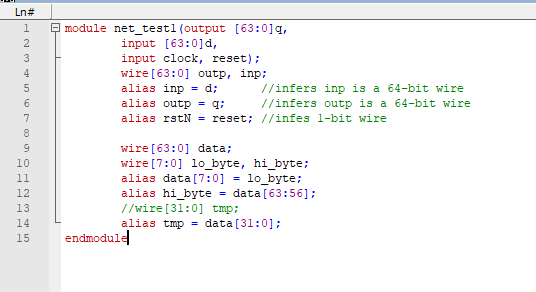 Ln#
1 module net_test1(output [63:0]q,
2 input [63:0]d,
3 input clock, reset);
4 wire[63:0] outp, inp;
5 alias inp = d; //infers inp is a 64-bit wire
6 alias outp = q; //infers outp is a 64-bit wire
7 alias rstN = reset; //infes 1-bit wire
8
9 wire[63:0] data;
10 wire[7:0] lo_byte, hi_byte;
11 alias data[7:0] = lo_byte;
12 alias hi_byte = data[63:56];
13 //wire[31:0] tmp;
14 alias tmp = data[31:0];
15 endmodule